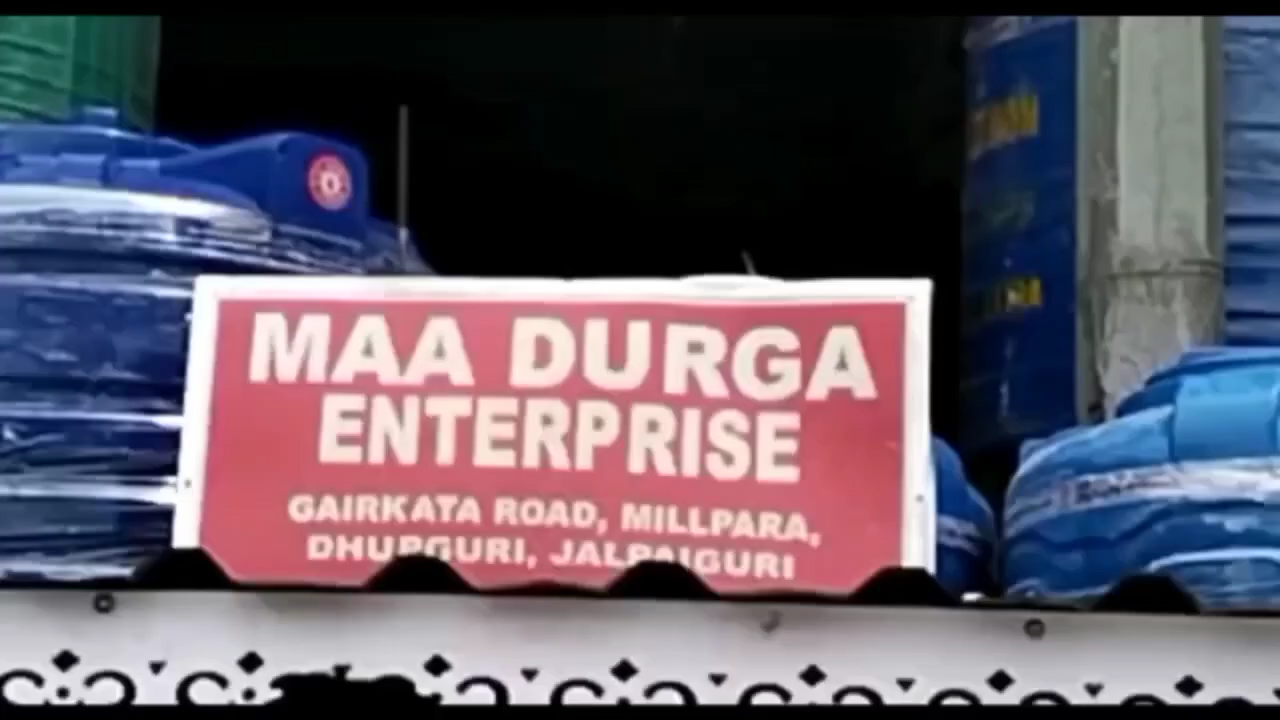 MAA DURGA
ENTERPRISE
GAIRKATA ROAD, MILLPARA,
DHUPGURI, JALPAIGURI